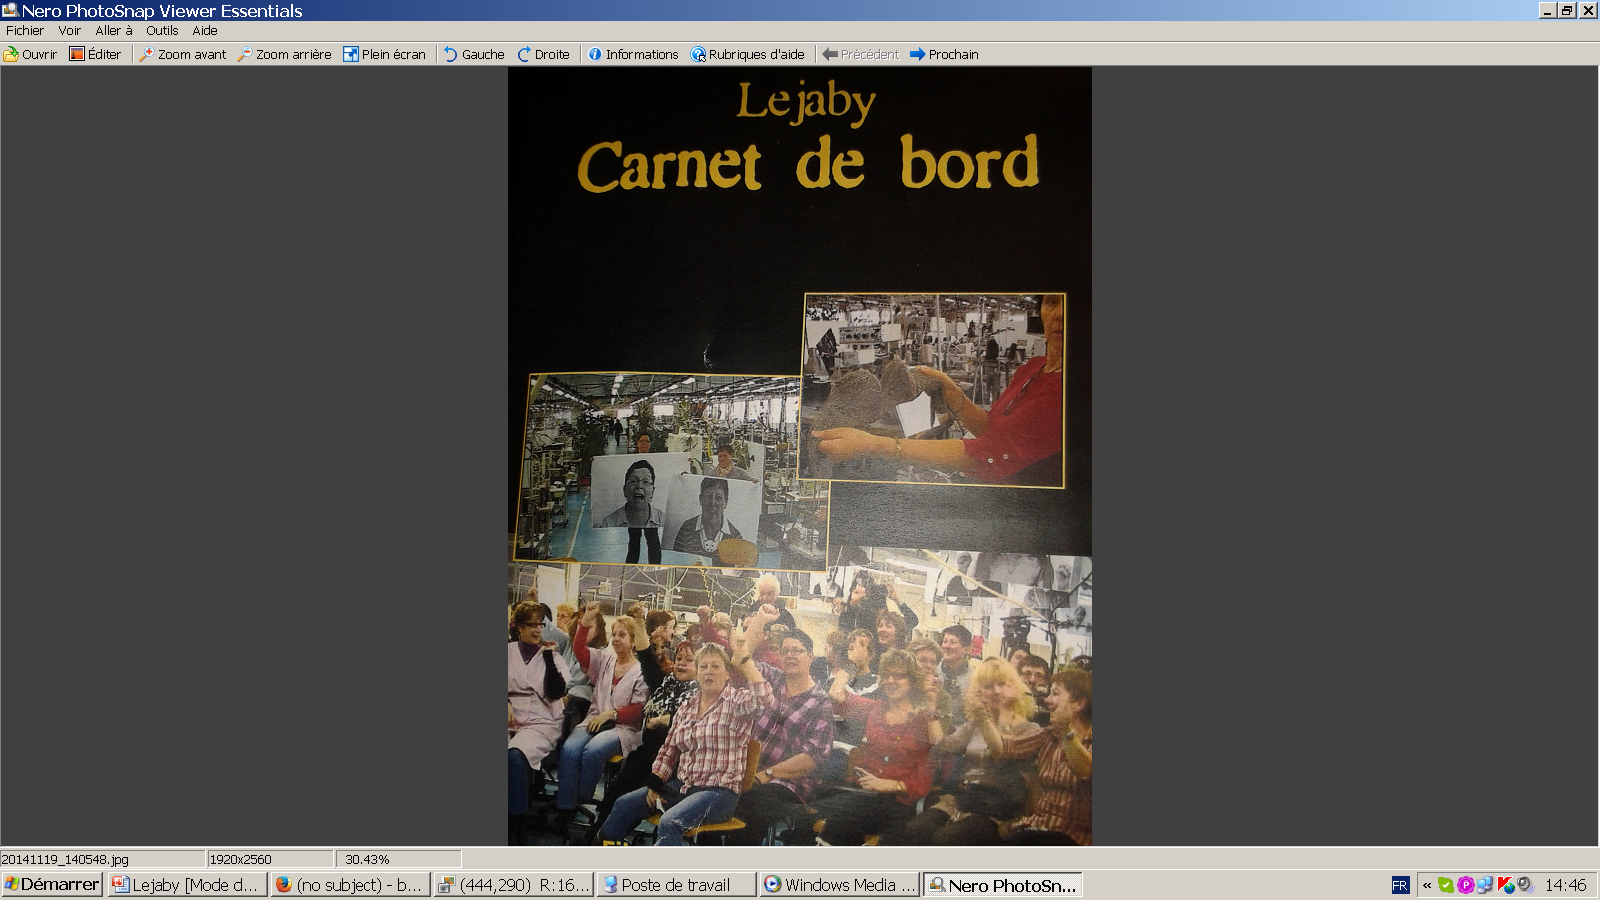 Nero PhotoSnap Viewer Essentials
Fichier Voir Aller à Outils Aide
Ouvrir Éditer Zoom avant Zoom arrière Plein écran Gauche Droite Informations Rubriques d'aide Précédent Prochain
Lejaby
Carnet de bord
20141119_140548.jpg 1920x2560 30.43%
Démarrer Lejaby [Mode d... (no subject) - b... (444,290) R:16... Poste de travail Windows Media ... Nero PhotoSn... FR « 14:46